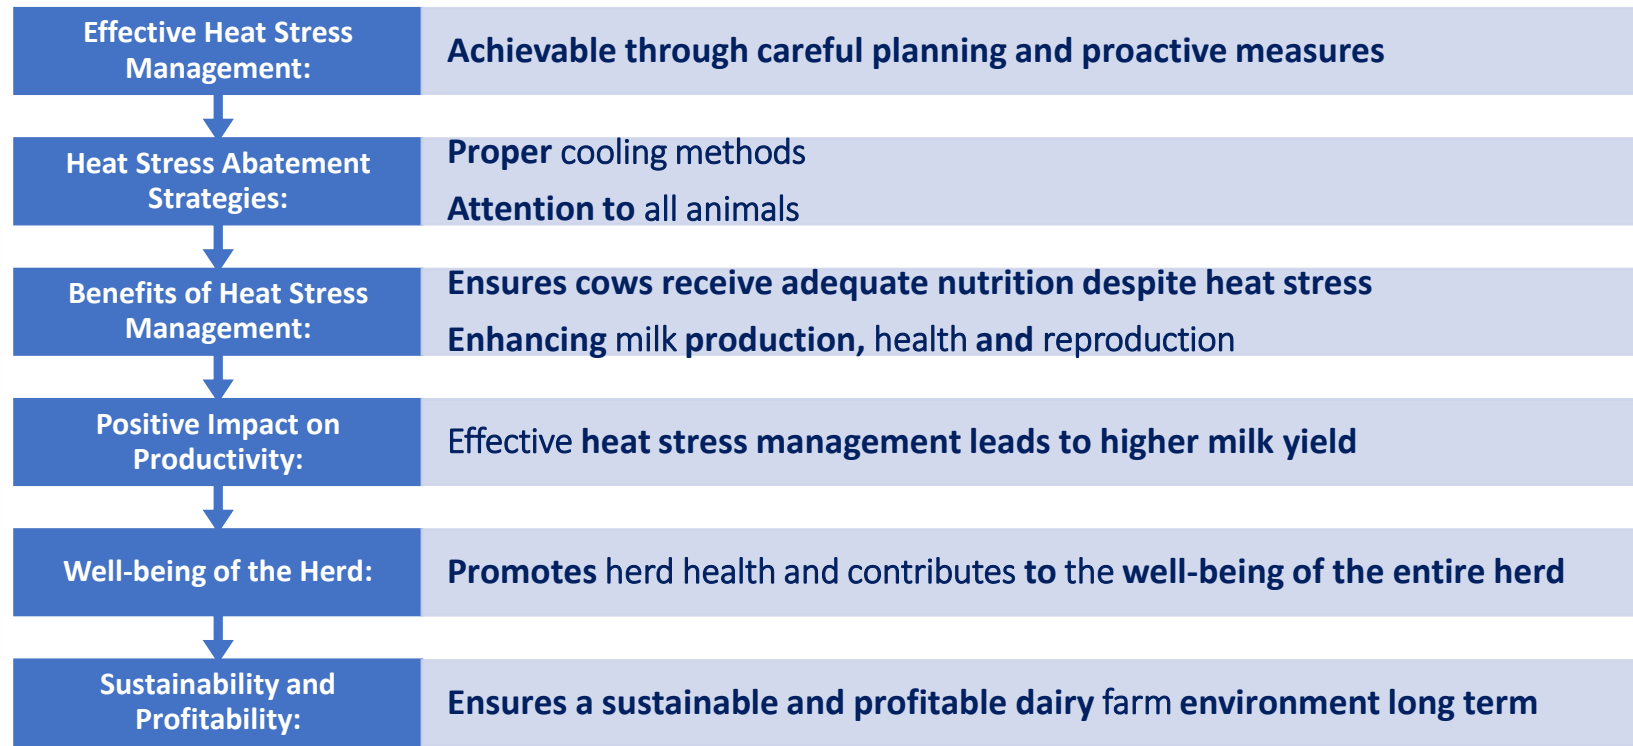 Effective Heat Stress
Management:
Achievable through careful planning and proactive measures
Heat Stress Abatement
Strategies:
Proper cooling methods
Attention to all animals
Benefits of Heat Stress
Management:
Ensures cows receive adequate nutrition despite heat stress
Enhancing milk production, health and reproduction
Positive Impact on
Productivity:
Effective heat stress management leads to higher milk yield
Well-being of the Herd:
Promotes herd health and contributes to the well-being of the entire herd
Sustainability and
Profitability:
Ensures a sustainable and profitable dairy farm environment long term